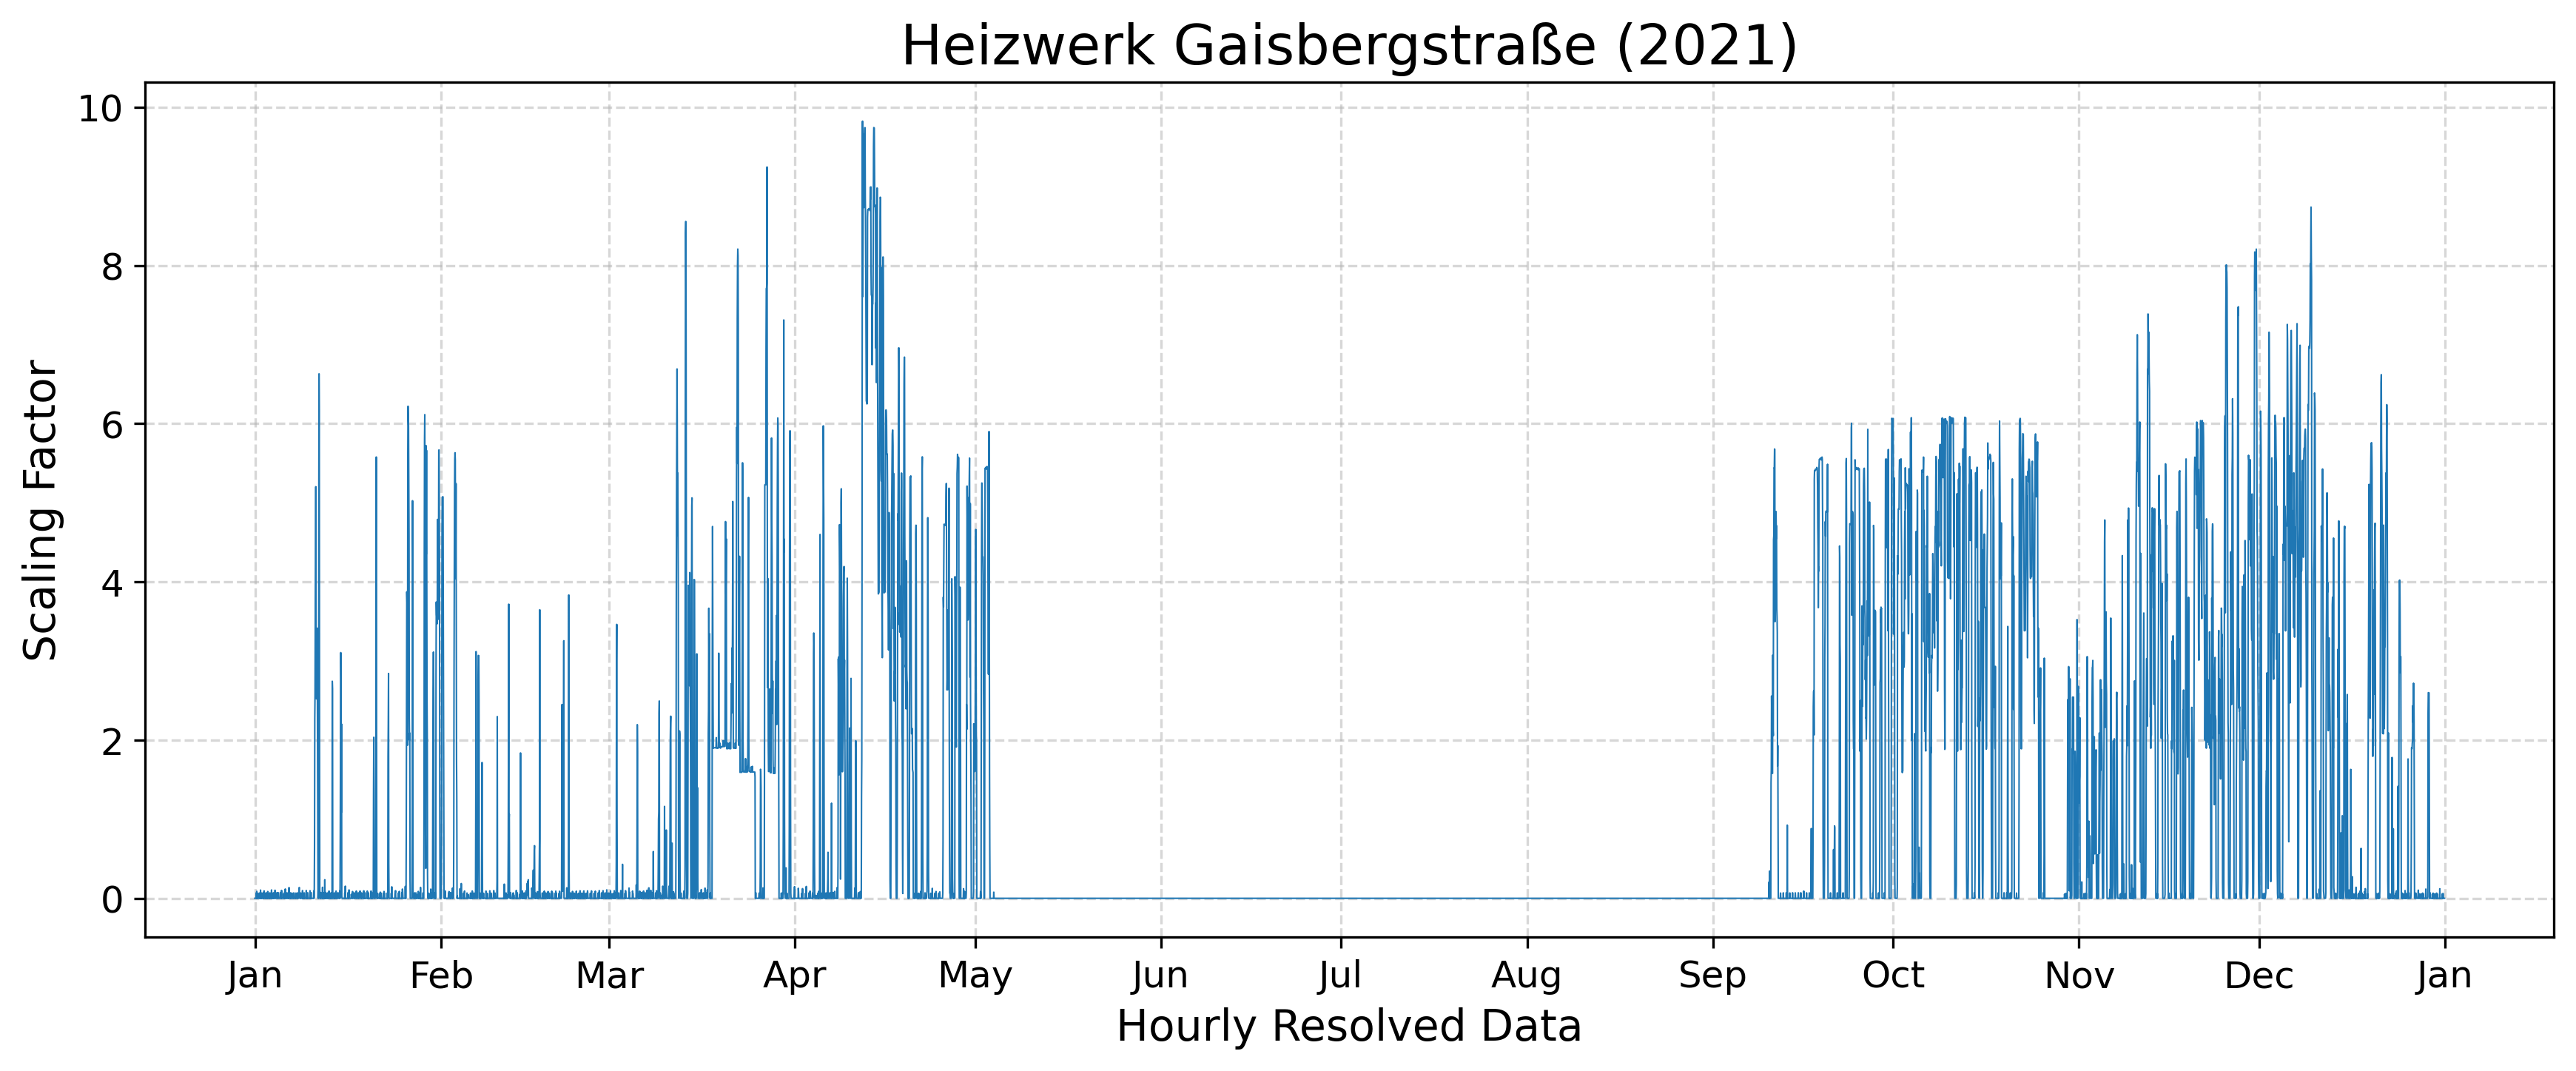 Heizwerk Gaisbergstraße (2021)
Scaling Factor
10
8
6
4
2
0
Jan Feb Mar Apr May Jun Jul Aug Sep Oct Nov Dec Jan
Hourly Resolved Data